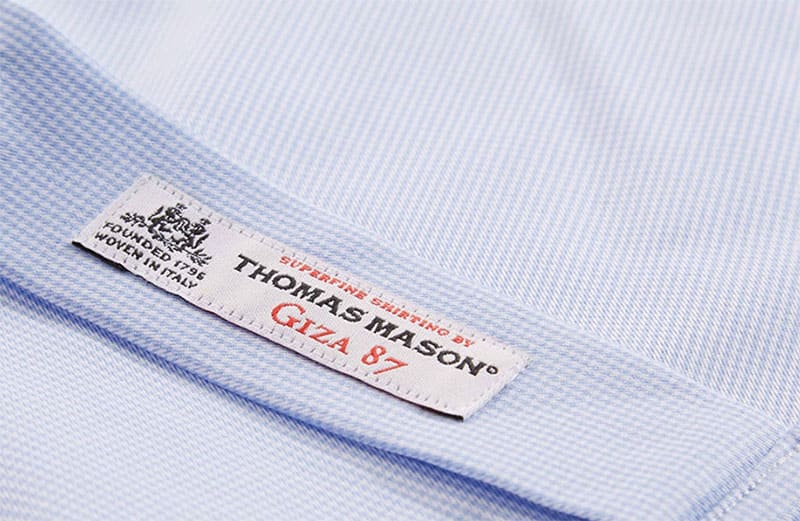 FOUNDED 1796
WOVEN IN ITALY
SUPERFINE SHIRTING BY
THOMAS MASON
GIZA 87